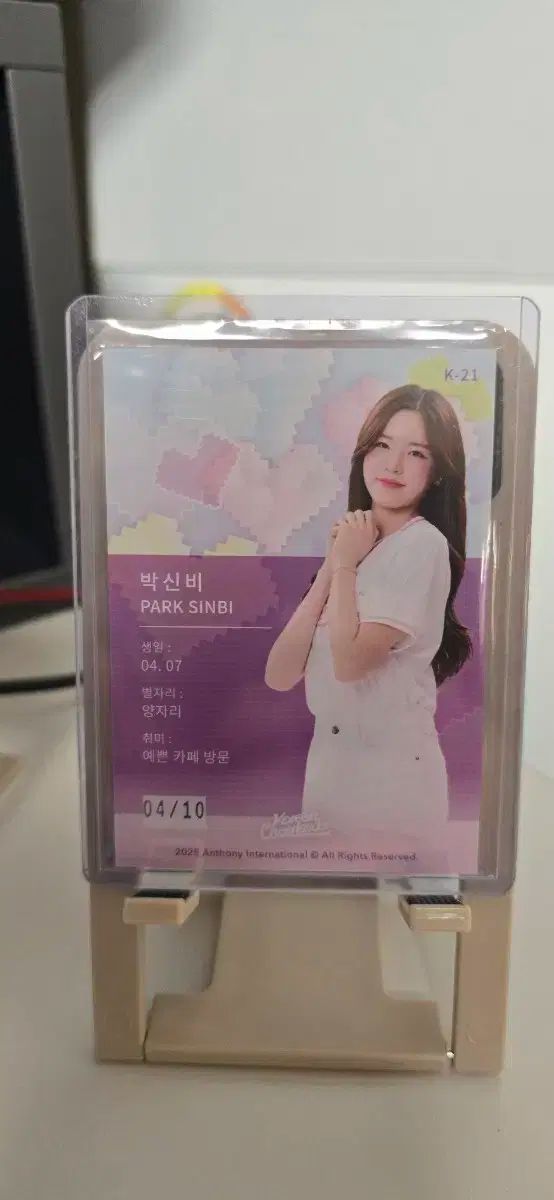 K-21
박신비
PARK SINBI
생일 :
04. 07
별자리 :
양자리
취미 :
예쁜 카페 방문
04/10
Korean
Cheerleaders
2025 Anthony International © All Rights Reserved.